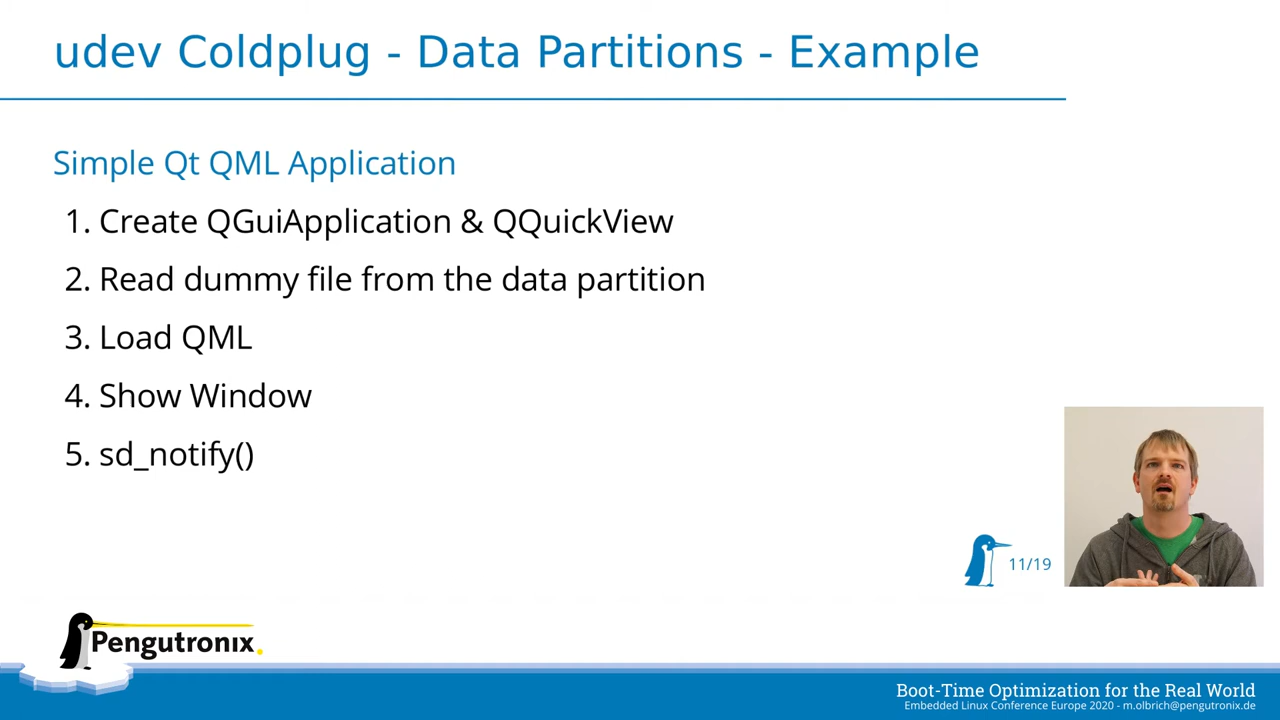 udev Coldplug - Data Partitions - Example
Simple Qt QML Application
1. Create QGuiApplication & QQuickView
2. Read dummy file from the data partition
3. Load QML
4. Show Window
5. sd_notify()
11/19
Pengutronix.
Boot-Time Optimization for the Real World
Embedded Linux Conference Europe 2020 - m.olbrich@pengutronix.de